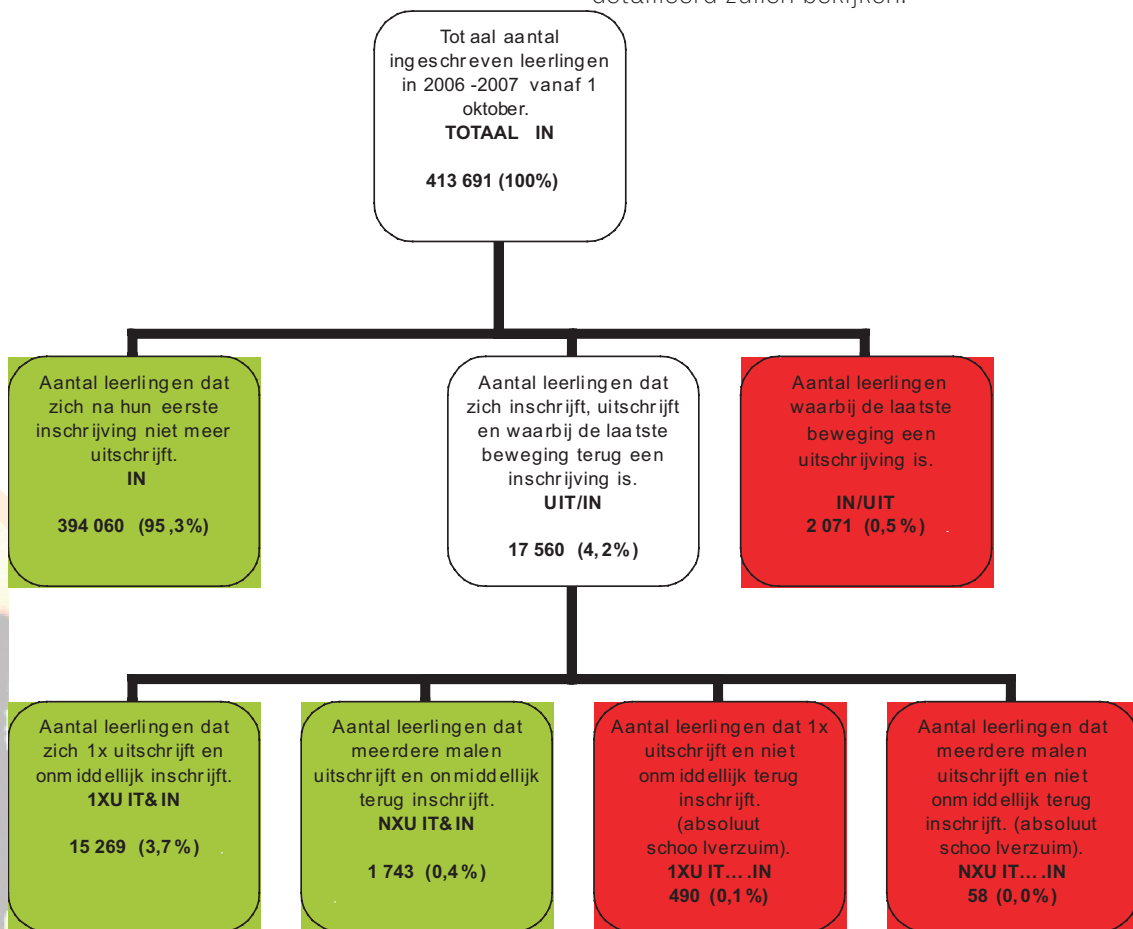 gedetailleerd zullen bekijken.
Totaal aantal
ingeschreven leerlingen
in 2006-2007 vanaf 1
oktober.
TOTAAL IN
413 691 (100%)
Aantal leerlingen dat
zich na hun eerste
inschrijving niet meer
uitschrijft.
IN
394 060 (95,3%)
Aantal leerlingen dat
zich inschrijft, uitschrijft
en waarbij de laatste
beweging terug een
inschrijving is.
UIT/IN
17 560 (4,2%)
Aantal leerlingen
waarbij de laatste
beweging een
uitschrijving is.
IN/UIT
2 071 (0,5%)
Aantal leerlingen dat
zich 1x uitschrijft en
onmiddellijk inschrijft.
1XUIT&IN
15 269 (3,7%)
Aantal leerlingen dat
meerdere malen
uitschrijft en onmiddellijk
terug inschrijft.
NXUIT&IN
1 743 (0,4%)
Aantal leerlingen dat 1x
uitschrijft en niet
onmiddellijk terug
inschrijft.
(absoluut
schoolverzuim).
1XUIT....IN
490 (0,1%)
Aantal leerlingen dat
meerdere malen
uitschrijft en niet
onmiddellijk terug
inschrijft. (absoluut
schoolverzuim).
NXUIT....IN
58 (0,0%)